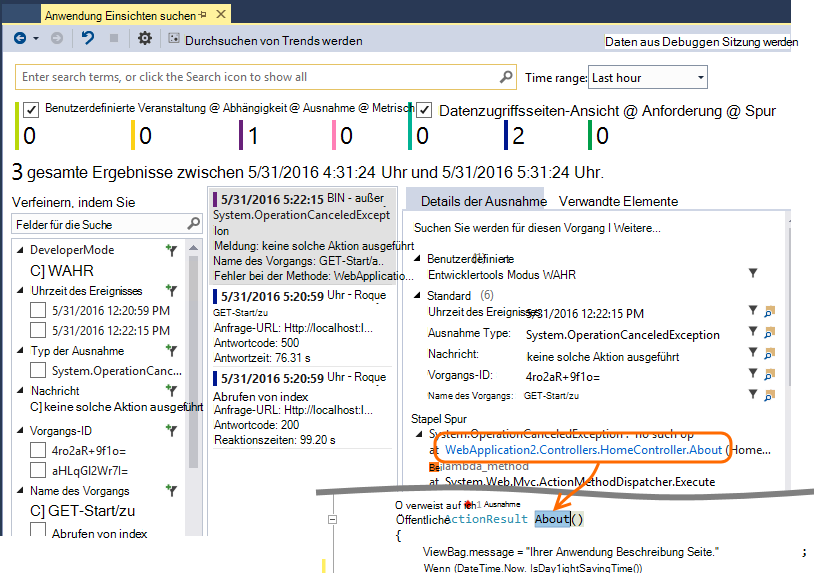 Anwendung Einsichten suchen
Durchsuchen von Trends werden
Daten aus Debuggen Sitzung werden
Enter search terms, or click the Search icon to show all
Time range: Last hour
Benutzerdefinierte Veranstaltung @ Abhängigkeit @ Ausnahme @ Metrisch
Datenzugriffsseiten-Ansicht @ Anforderung @ Spur
0 0 1 0 0 2 0
3 gesamte Ergebnisse zwischen 5/31/2016 4:31:24 Uhr und 5/31/2016 5:31:24 Uhr.
Verfeinern, indem Sie
Felder für die Suche
DeveloperMode
C] WAHR
Uhrzeit des Ereignisses
5/31/2016 12:20:59 PM
5/31/2016 12:22:15 PM
Typ der Ausnahme
System.OperationCanc...
Nachricht
C] keine solche Aktion ausgeführt
Vorgangs-ID
4ro2aR+9f1o=
aHLqGl2Wr7I=
Name des Vorgangs
C] GET-Start/zu
Abrufen von index
5/31/2016 5:22:15 BIN - außer
System.OperationCanceledExcept
Ion
Meldung: keine solche Aktion ausgeführt
Name des Vorgangs: GET-Start/a..
Fehler bei der Methode: WebApplicatio...
5/31/2016 5:20:59 Uhr - Roque
GET-Start/zu
Anfrage-URL: Http://localhost:l...
Antwortcode: 500
Antwortzeit: 76.31 s
5/31/2016 5:20:59 Uhr - Roque
Abrufen von index
Anfrage-URL: Http://localhost:l...
Antwortcode: 200
Reaktionszeiten: 99.20 s
Details der Ausnahme Verwandte Elemente
Suchen Sie werden für diesen Vorgang I Weitere...
Benutzerdefinierte (1)
Entwicklertools Modus WAHR
Standard (6)
Uhrzeit des Ereignisses 5/31/2016 12:22:15 PM
Ausnahme Type: System.OperationCanceledException
Nachricht: keine solche Aktion ausgeführt
Vorgangs-ID: 4ro2aR+9f1o=
Name des Vorgangs: GET-Start/zu
Stapel Spur
System.OperationCanceledException : no such op
at WebApplication2.Controllers.HomeController.About (Home...
Be lambda_method
at System.Web.Mvc.ActionMethodDispatcher.Execute
O verweist auf ich 1 Ausnahme
Öffentliche ActionResult About()
{
ViewBag.message = "Ihrer Anwendung Beschreibung Seite." ;
Wenn (DateTime.Now. IsDay1ightSavingTime())